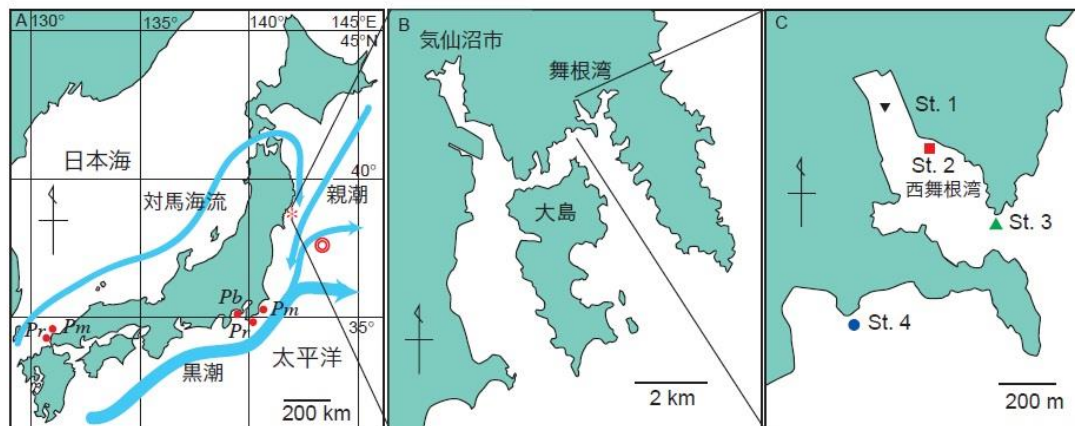 A
130°
135°
140°
145°E
45°N
日本海
対馬海流
40°
親潮
Pb
Pm
Pr
Pm
Pr
35°
太平洋
黒潮
200 km
B
気仙沼市
舞根湾
大島
2 km
C
St. 1
St. 2
西舞根湾
St. 3
St. 4
200 m